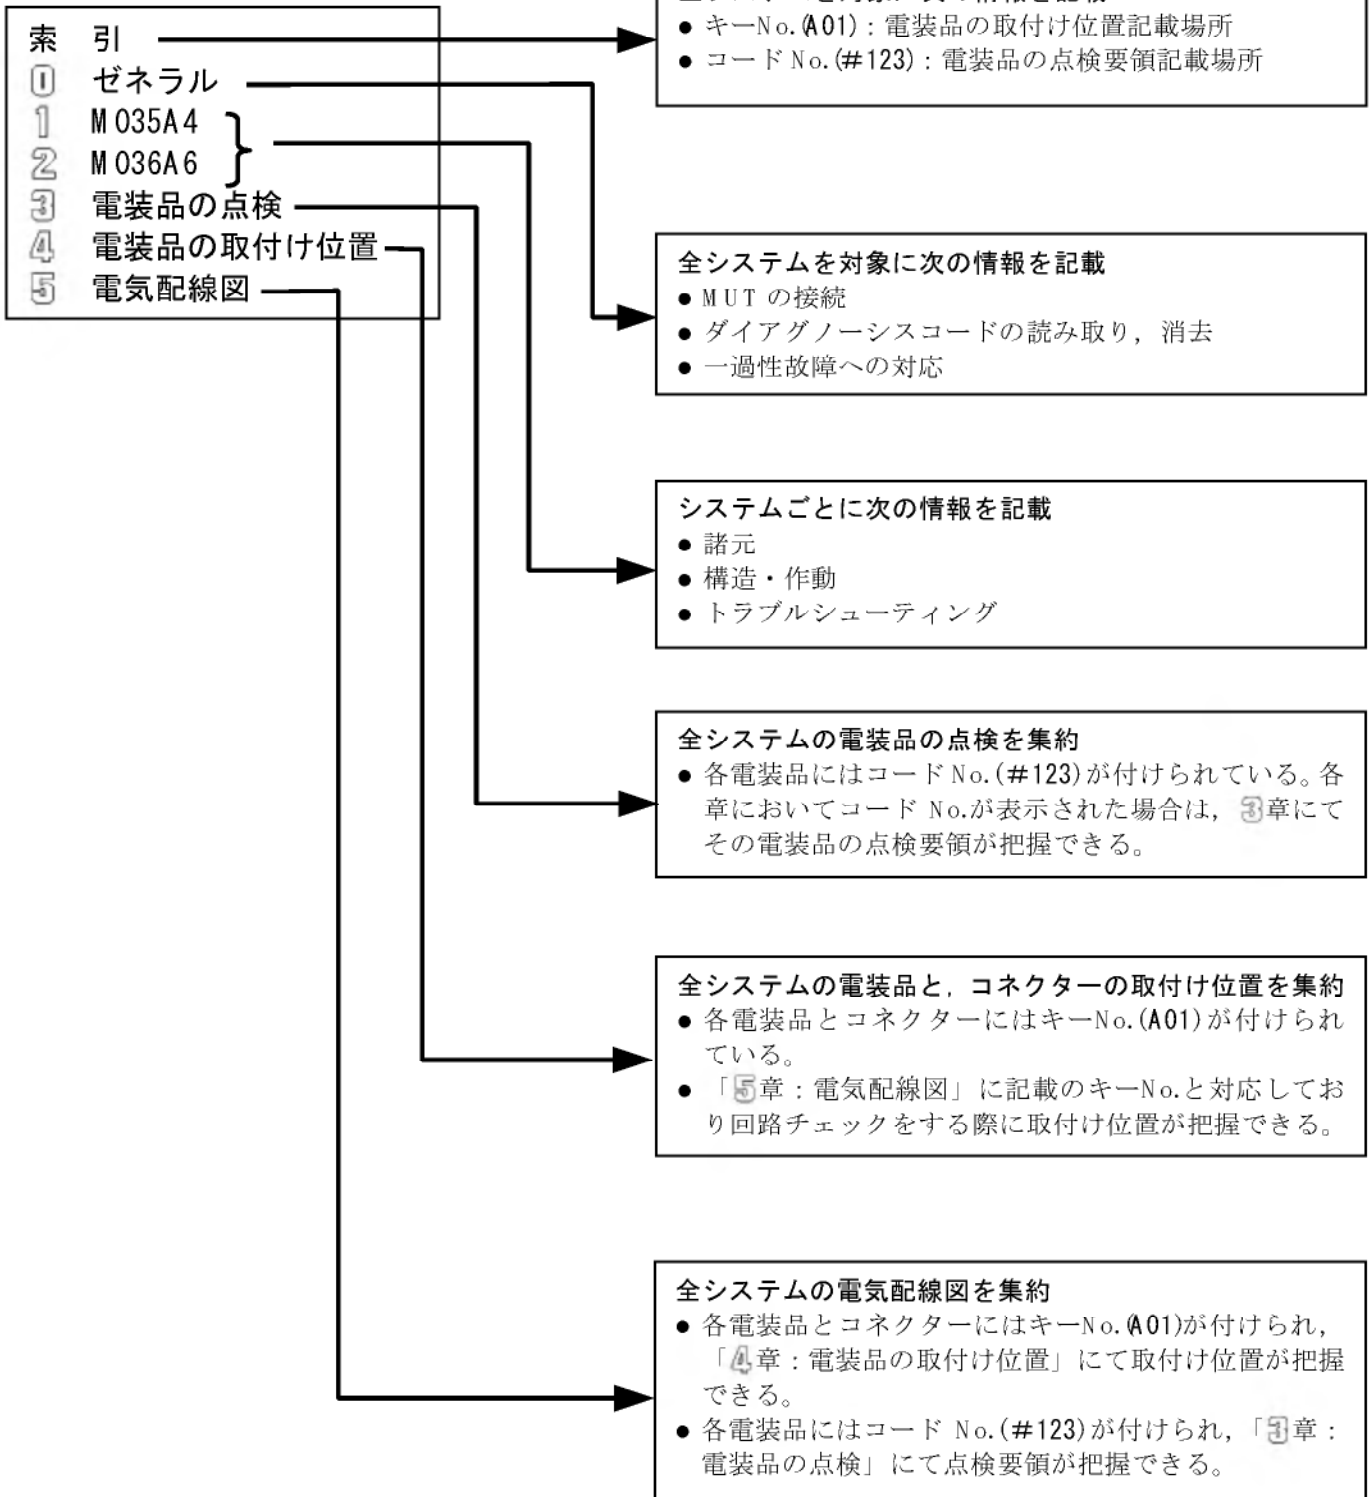 索 引
0 ゼネラル
1 M035A4
2 M036A6
3 電装品の点検
4 電装品の取付け位置
5 電気配線図
● キーNo.(A01)：電装品の取付け位置記載場所
● コードNo.(#123)：電装品の点検要領記載場所
全システムを対象に次の情報を記載
● MUTの接続
● ダイアグノーシスコードの読み取り，消去
● 一過性故障への対応
システムごとに次の情報を記載
● 諸元
● 構造・作動
● トラブルシューティング
全システムの電装品の点検を集約
● 各電装品にはコードNo.(#123)が付けられている。各
章においてコード No.が表示された場合は，3章にて
その電装品の点検要領が把握できる。
全システムの電装品と，コネクターの取付け位置を集約
● 各電装品とコネクターにはキーNo.(A01)が付けられ
ている。
● 「5章：電気配線図」に記載のキーNo.と対応してお
り回路チェックをする際に取付け位置が把握できる。
全システムの電気配線図を集約
● 各電装品とコネクターにはキーNo.(A01)が付けられ，
「4章：電装品の取付け位置」にて取付け位置が把握
できる。
● 各電装品にはコード No.(#123)が付けられ，「3章：
電装品の点検」にて点検要領が把握できる。